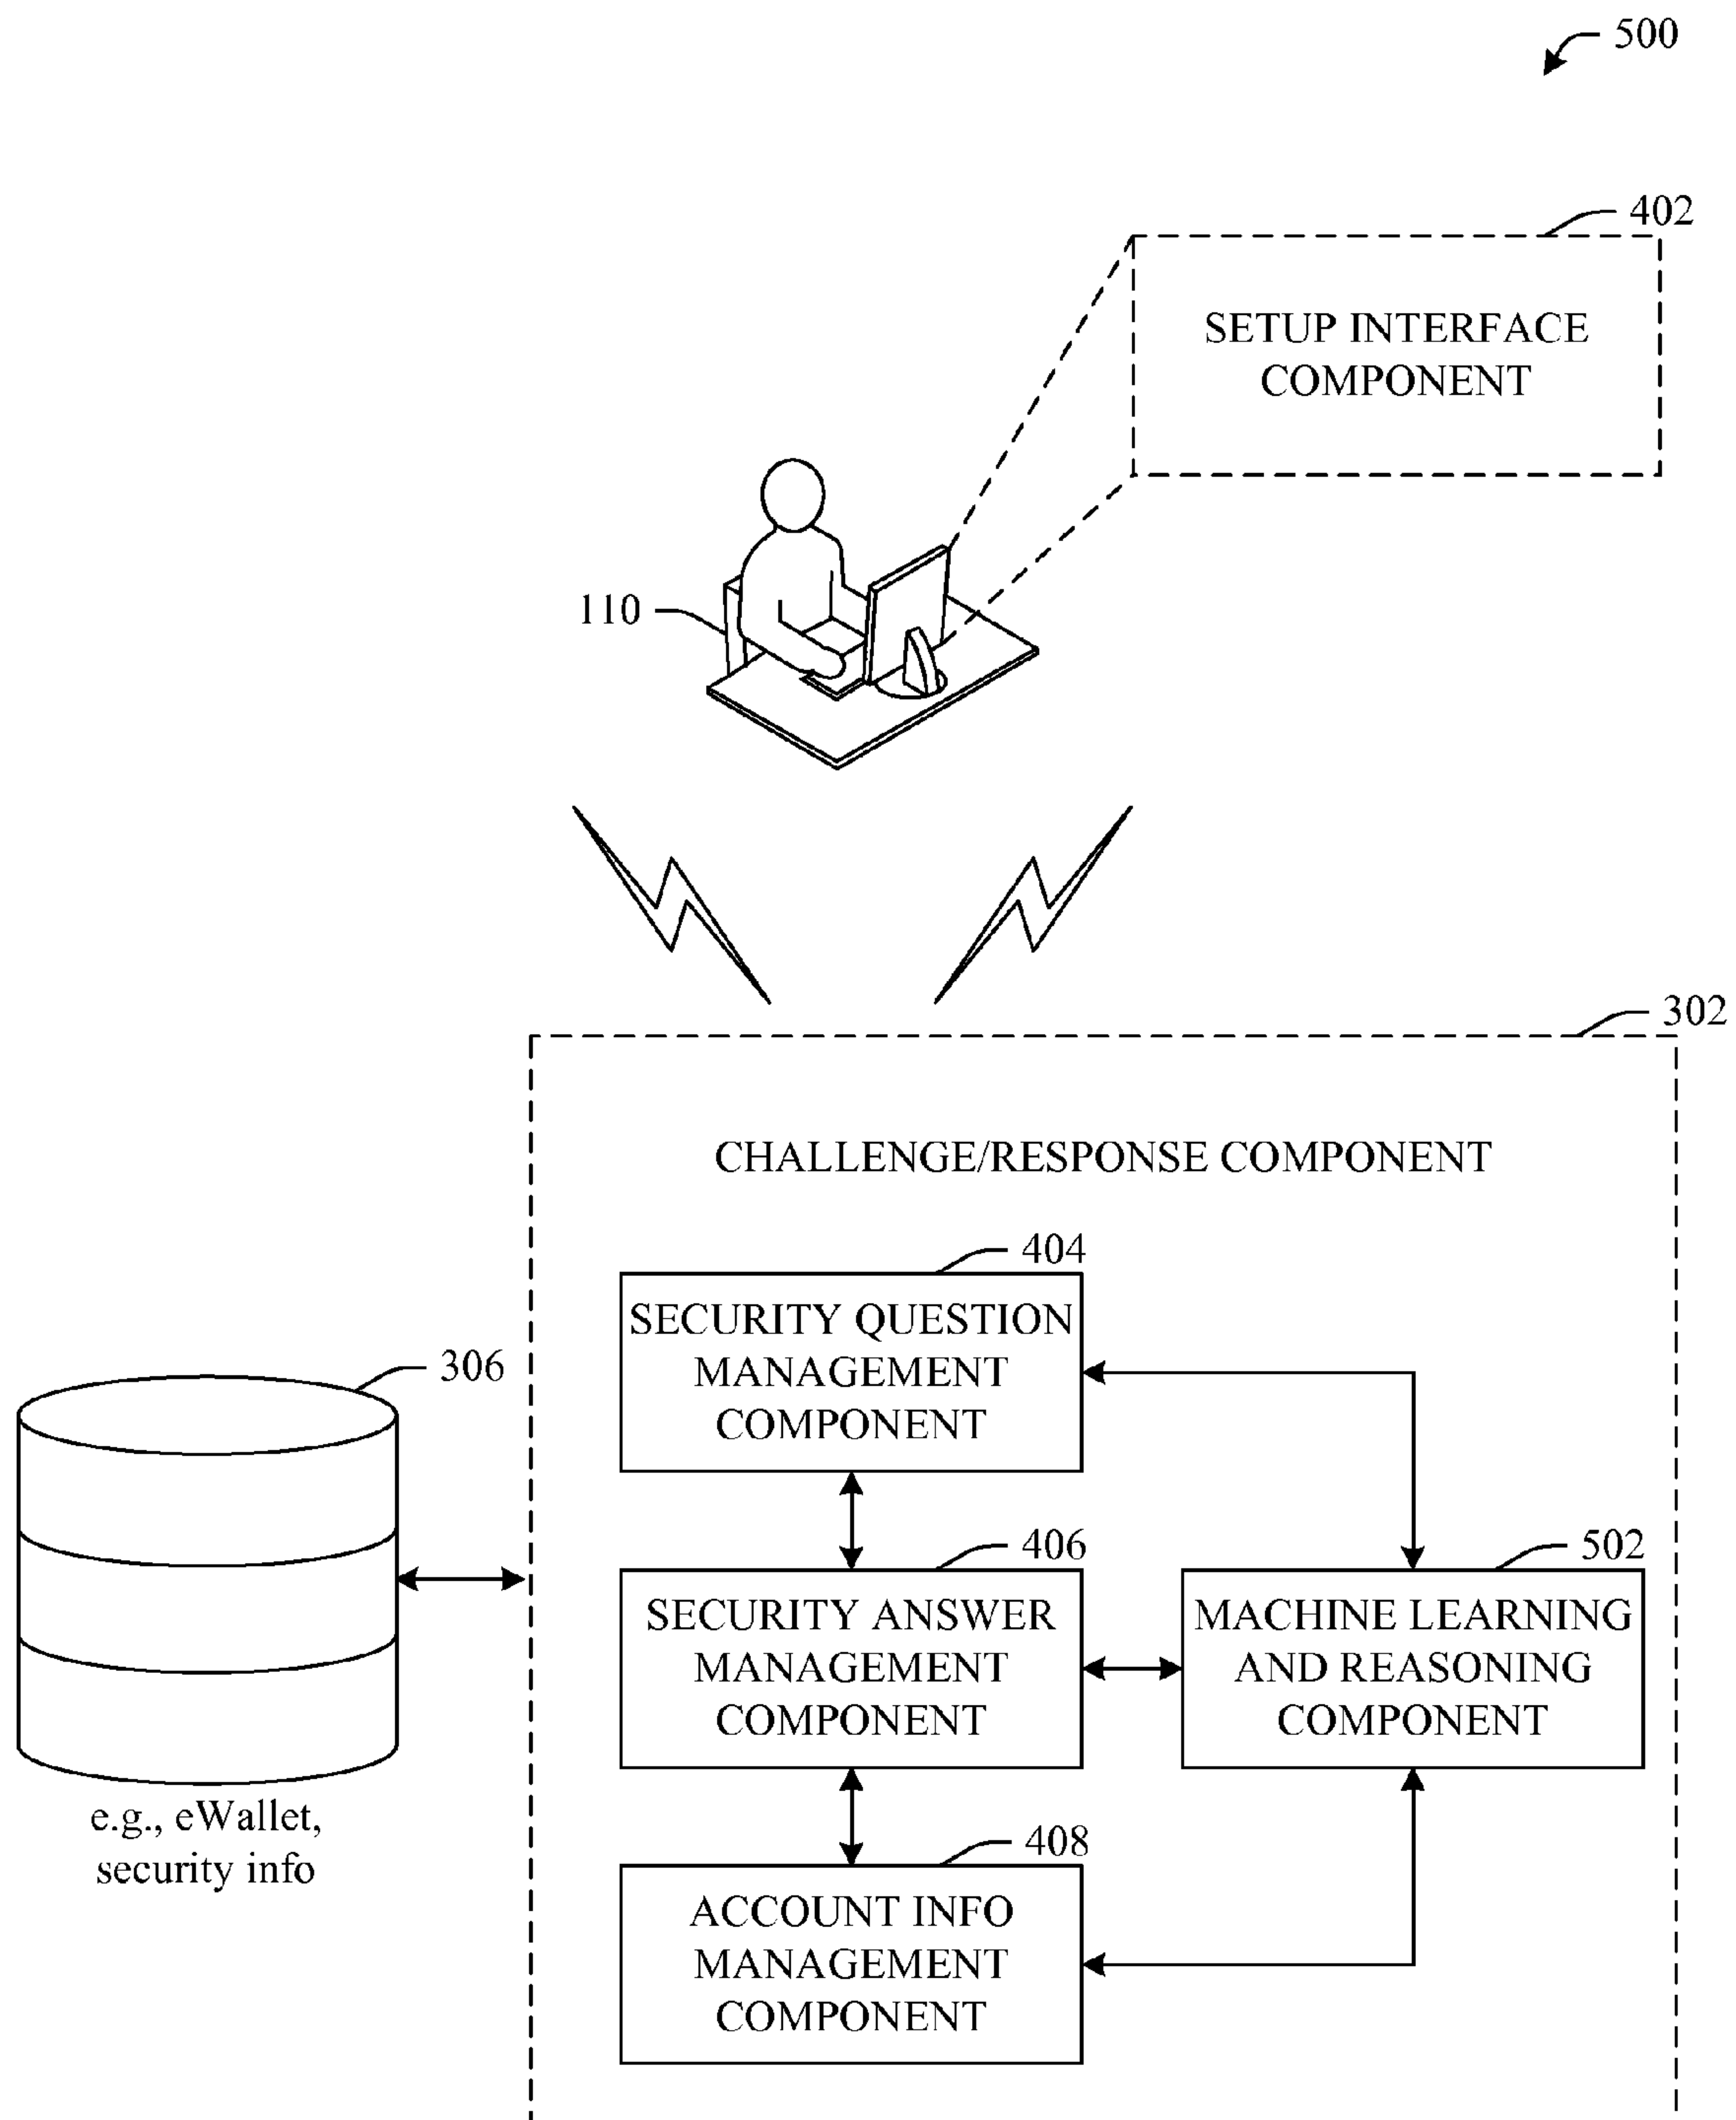 500
402
SETUP INTERFACE
COMPONENT
110
302
CHALLENGE/RESPONSE COMPONENT
404
SECURITY QUESTION
MANAGEMENT
COMPONENT
306
e.g., eWallet,
security info
406
SECURITY ANSWER
MANAGEMENT
COMPONENT
502
MACHINE LEARNING
AND REASONING
COMPONENT
408
ACCOUNT INFO
MANAGEMENT
COMPONENT